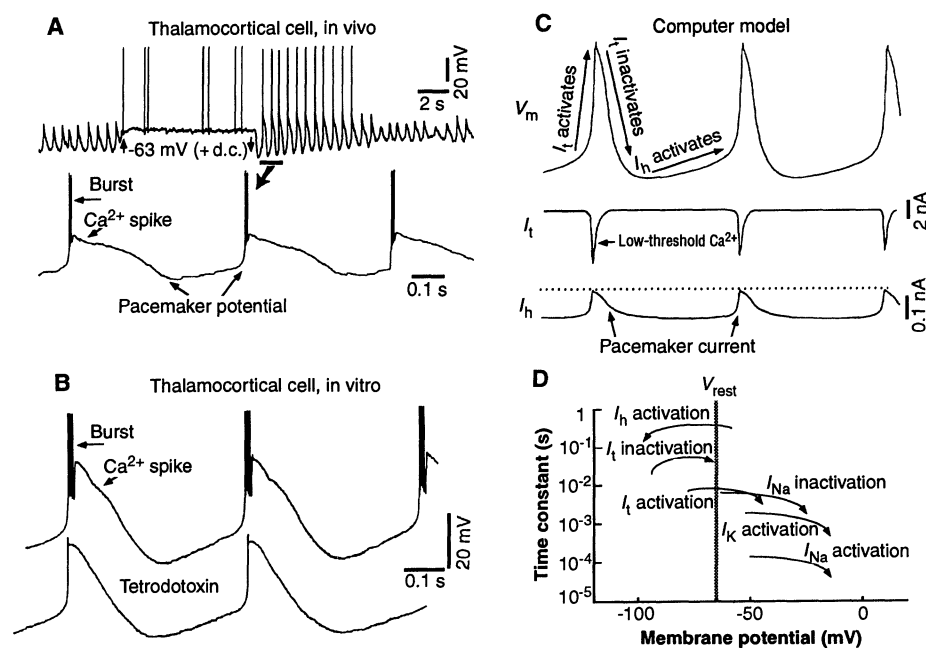 A
Thalamocortical cell, in vivo
20 mV
2 s
-63 mV (+d.c.)
Burst
Ca2+ spike
Pacemaker potential
0.1 s
B
Thalamocortical cell, in vitro
Burst
Ca2+ spike
Tetrodotoxin
0.1 s
20 mV
C
Computer model
Vm
It activates
It inactivates
Ih activates
It
Low-threshold Ca2+
2 nA
Ih
0.1 nA
Pacemaker current
D
Vrest
Time constant (s)
1
10-1
10-2
10-3
10-4
10-5
Ih activation
It inactivation
It activation
INa inactivation
IK activation
INa activation
-100
-50
0
Membrane potential (mV)